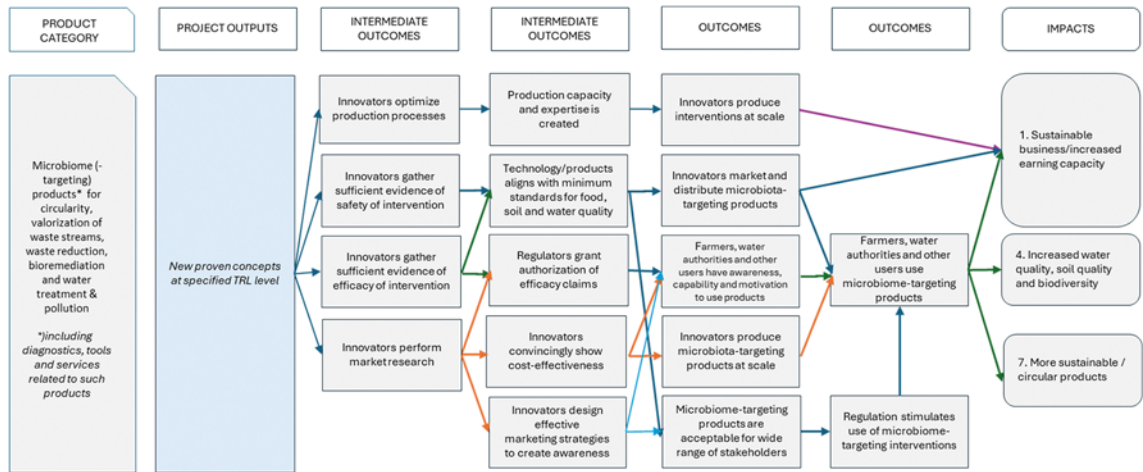 PRODUCT
CATEGORY
PROJECT OUTPUTS
INTERMEDIATE
OUTCOMES
INTERMEDIATE
OUTCOMES
OUTCOMES
OUTCOMES
IMPACTS
Microbiome (-
targeting)
products* for
circularity,
valorization of
waste streams,
waste reduction,
bioremediation
and water
treatment &
pollution
*)including
diagnostics, tools
and services
related to such
products
New proven concepts
at specified TRL level
Innovators optimize
production processes
Innovators gather
sufficient evidence of
safety of intervention
Innovators gather
sufficient evidence of
efficacy of intervention
Innovators perform
market research
Production capacity
and expertise is
created
Technology/products
aligns with minimum
standards for food,
soil and water quality
Regulators grant
authorization of
efficacy claims
Innovators
convincingly show
cost-effectiveness
Innovators design
effective
marketing strategies
to create awareness
Innovators produce
interventions at scale
Innovators market and
distribute microbiota-
targeting products
Farmers, water
authorities and other
users have awareness,
capability and motivation
to use products
Innovators produce
microbiota-targeting
products at scale
Microbiome-targeting
products are
acceptable for wide
range of stakeholders
Farmers, water
authorities and other
users use
microbiome-targeting
products
Regulation stimulates
use of microbiome-
targeting interventions
1. Sustainable
business/increased
earning capacity
4. Increased water
quality, soil quality
and biodiversity
7. More sustainable /
circular products